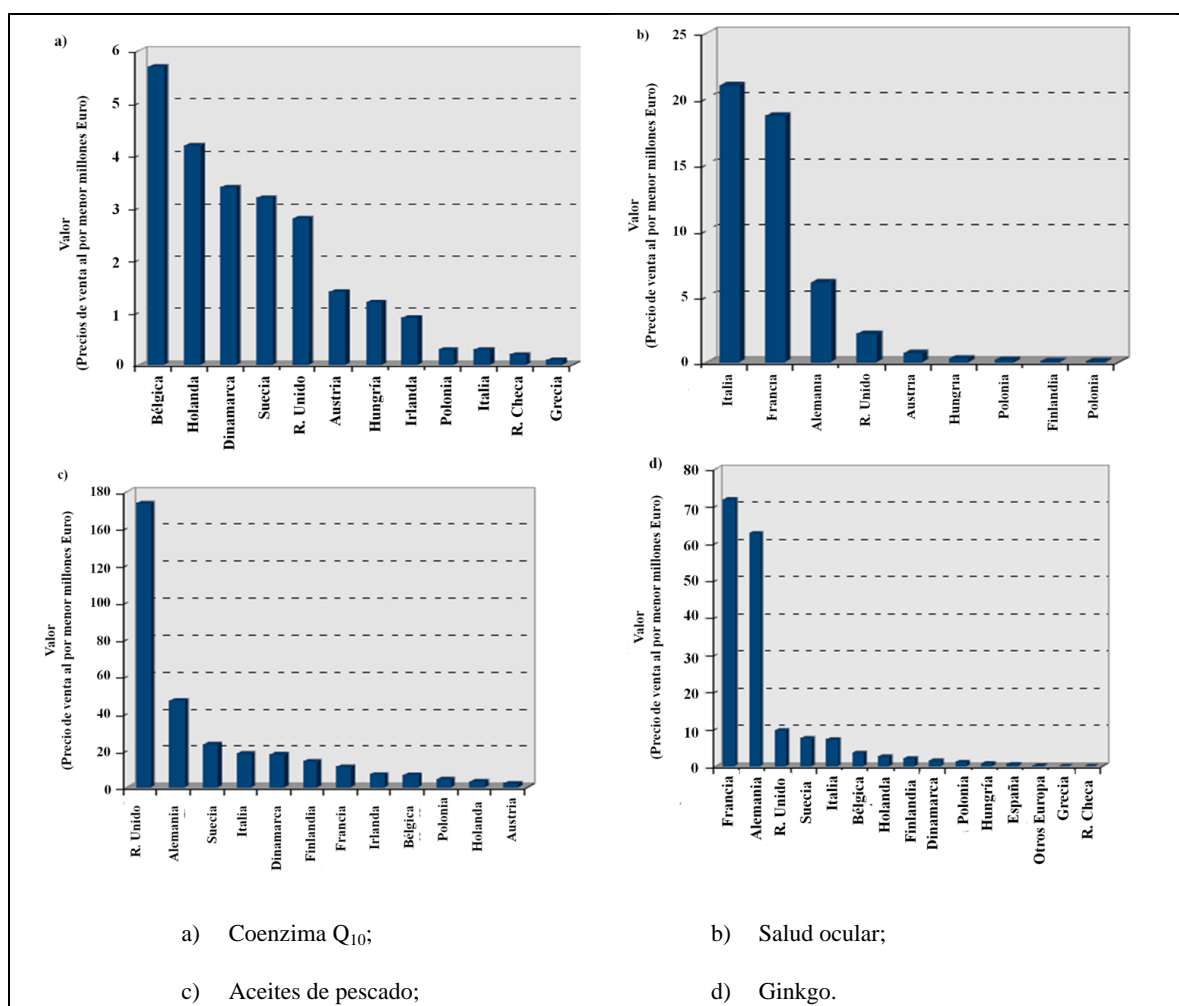 a)
6
5
4
3
2
1
0
Valor
(Precios de venta al por menor millones Euro)
Bélgica
Holanda
Dinamarca
Suecia
R. Unido
Austria
Hungría
Irlanda
Polonia
Italia
R. Checa
Grecia
b)
25
20
15
10
5
0
Valor
(Precio de venta al por menor millones Euro)
Italia
Francia
Alemania
R. Unido
Austria
Hungria
Polonia
Finlandia
Polonia
c)
180
160
120
100
80
60
40
20
0
Valor
(Precio de venta al por menor millones Euro)
R. Unido
Alemania
Suecia
Italia
Dinamarca
Finlandia
Francia
Irlanda
Bélgica
Polonia
Holanda
Austria
d)
80
70
60
50
40
30
20
10
0
Valor
(Precio de venta al por menor millones Euro)
Francia
Alemania
R. Unido
Suecia
Italia
Bélgica
Holanda
Finlandia
Dinamarca
Polonia
Hungría
España
Otros Europa
Grecia
R. Checa
a) Coenzima Q10;
b) Salud ocular;
c) Aceites de pescado;
d) Ginkgo.